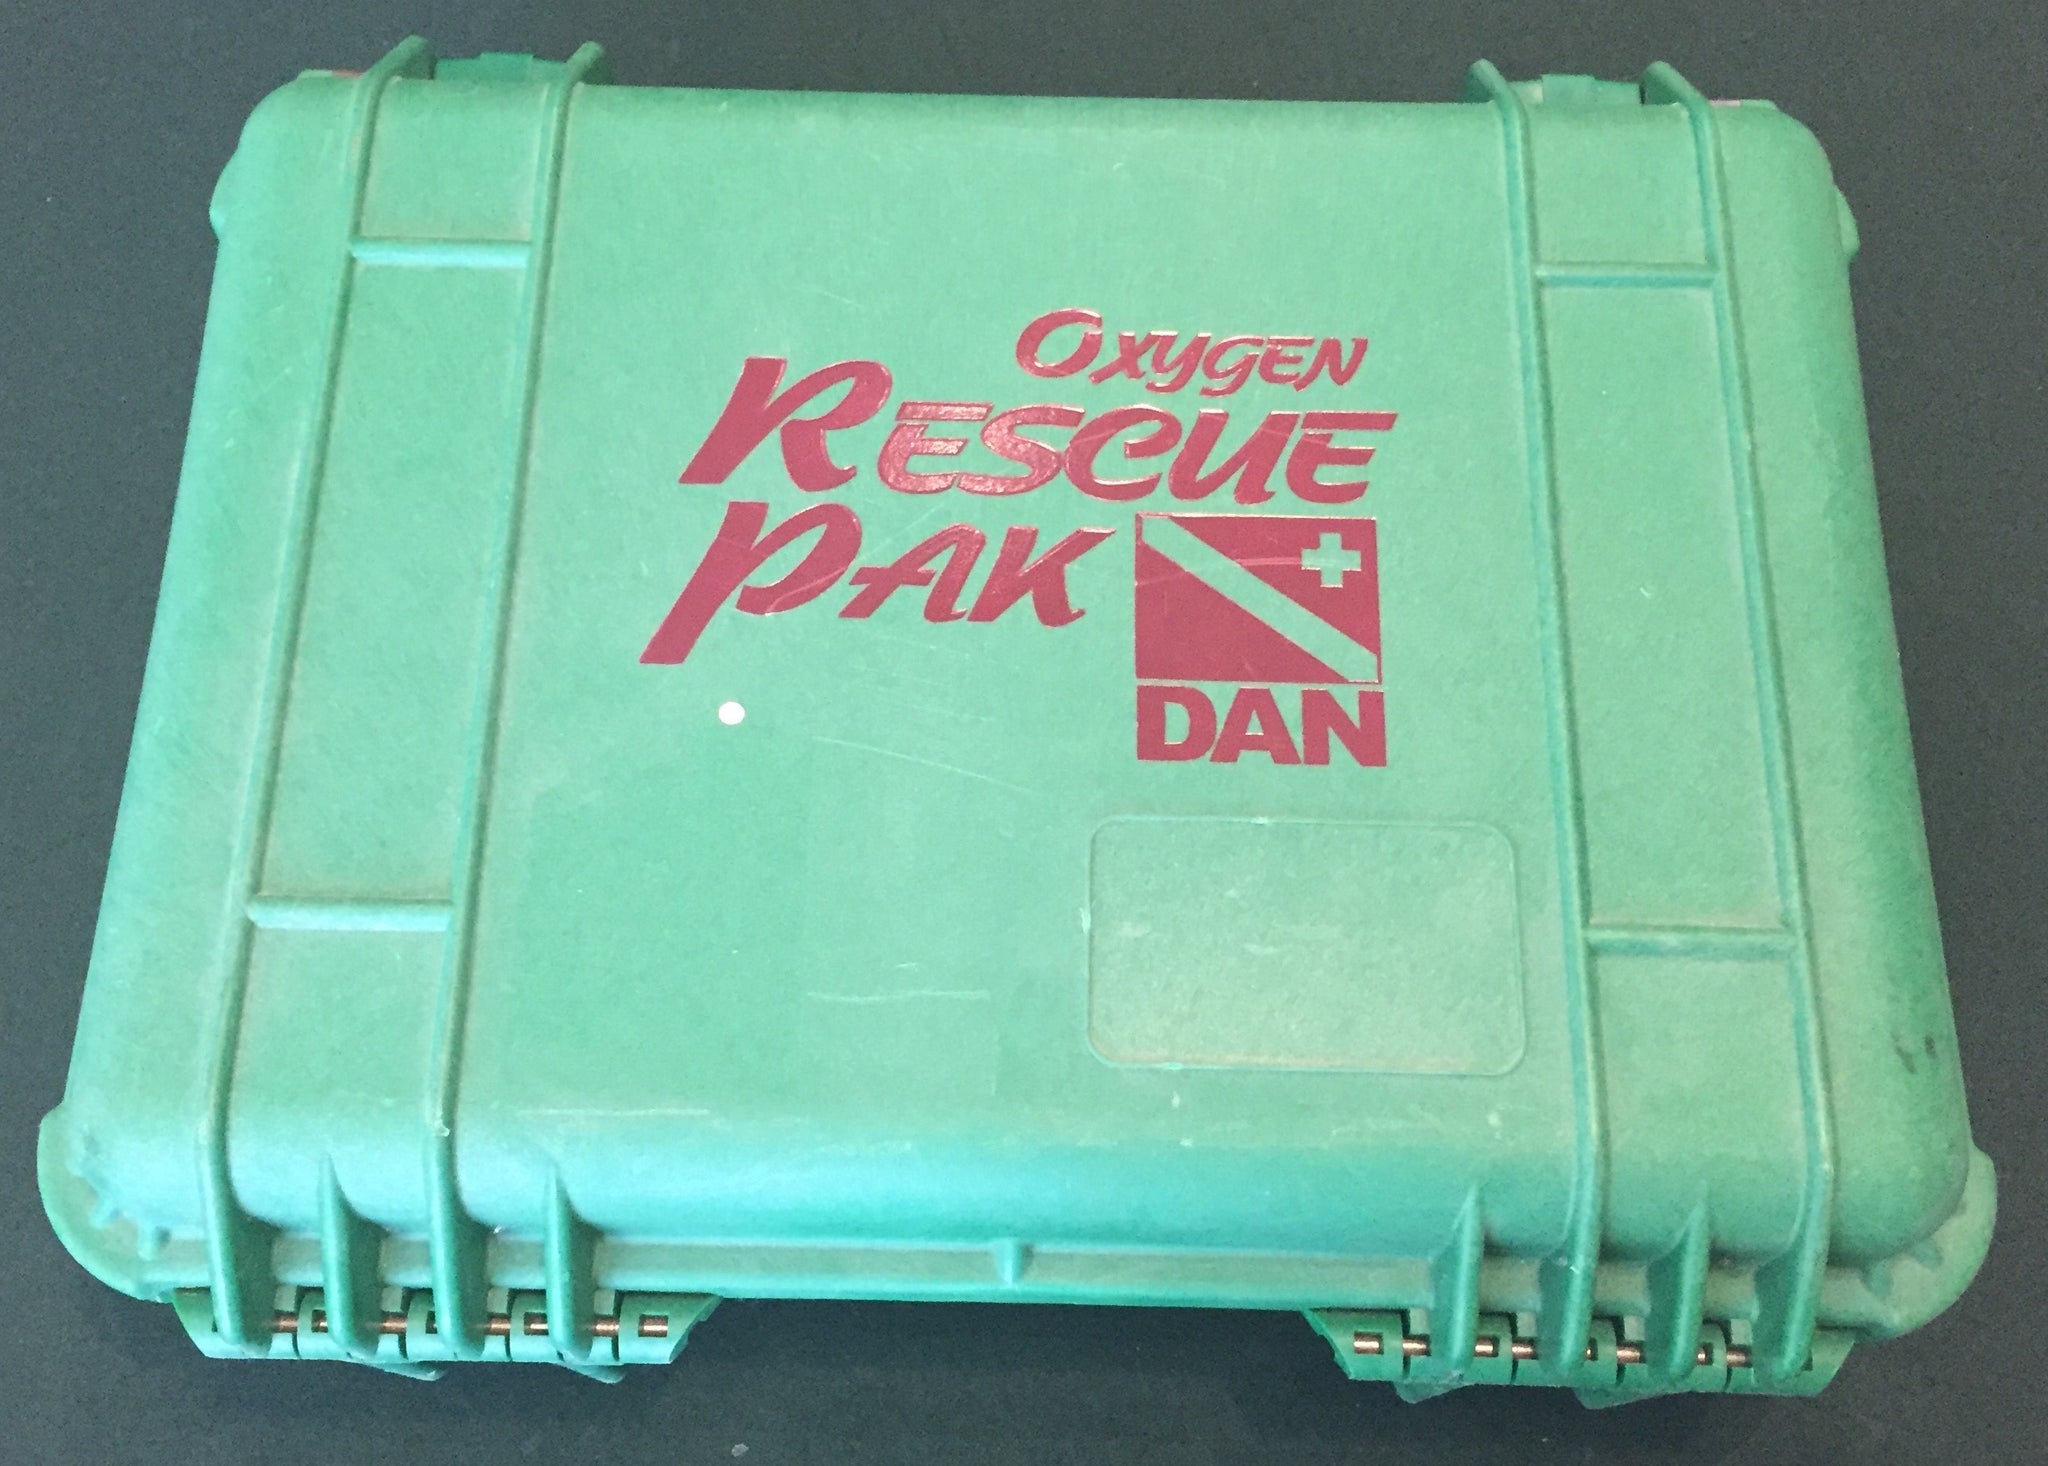 Oxygen
Rescue
Pak
DAN